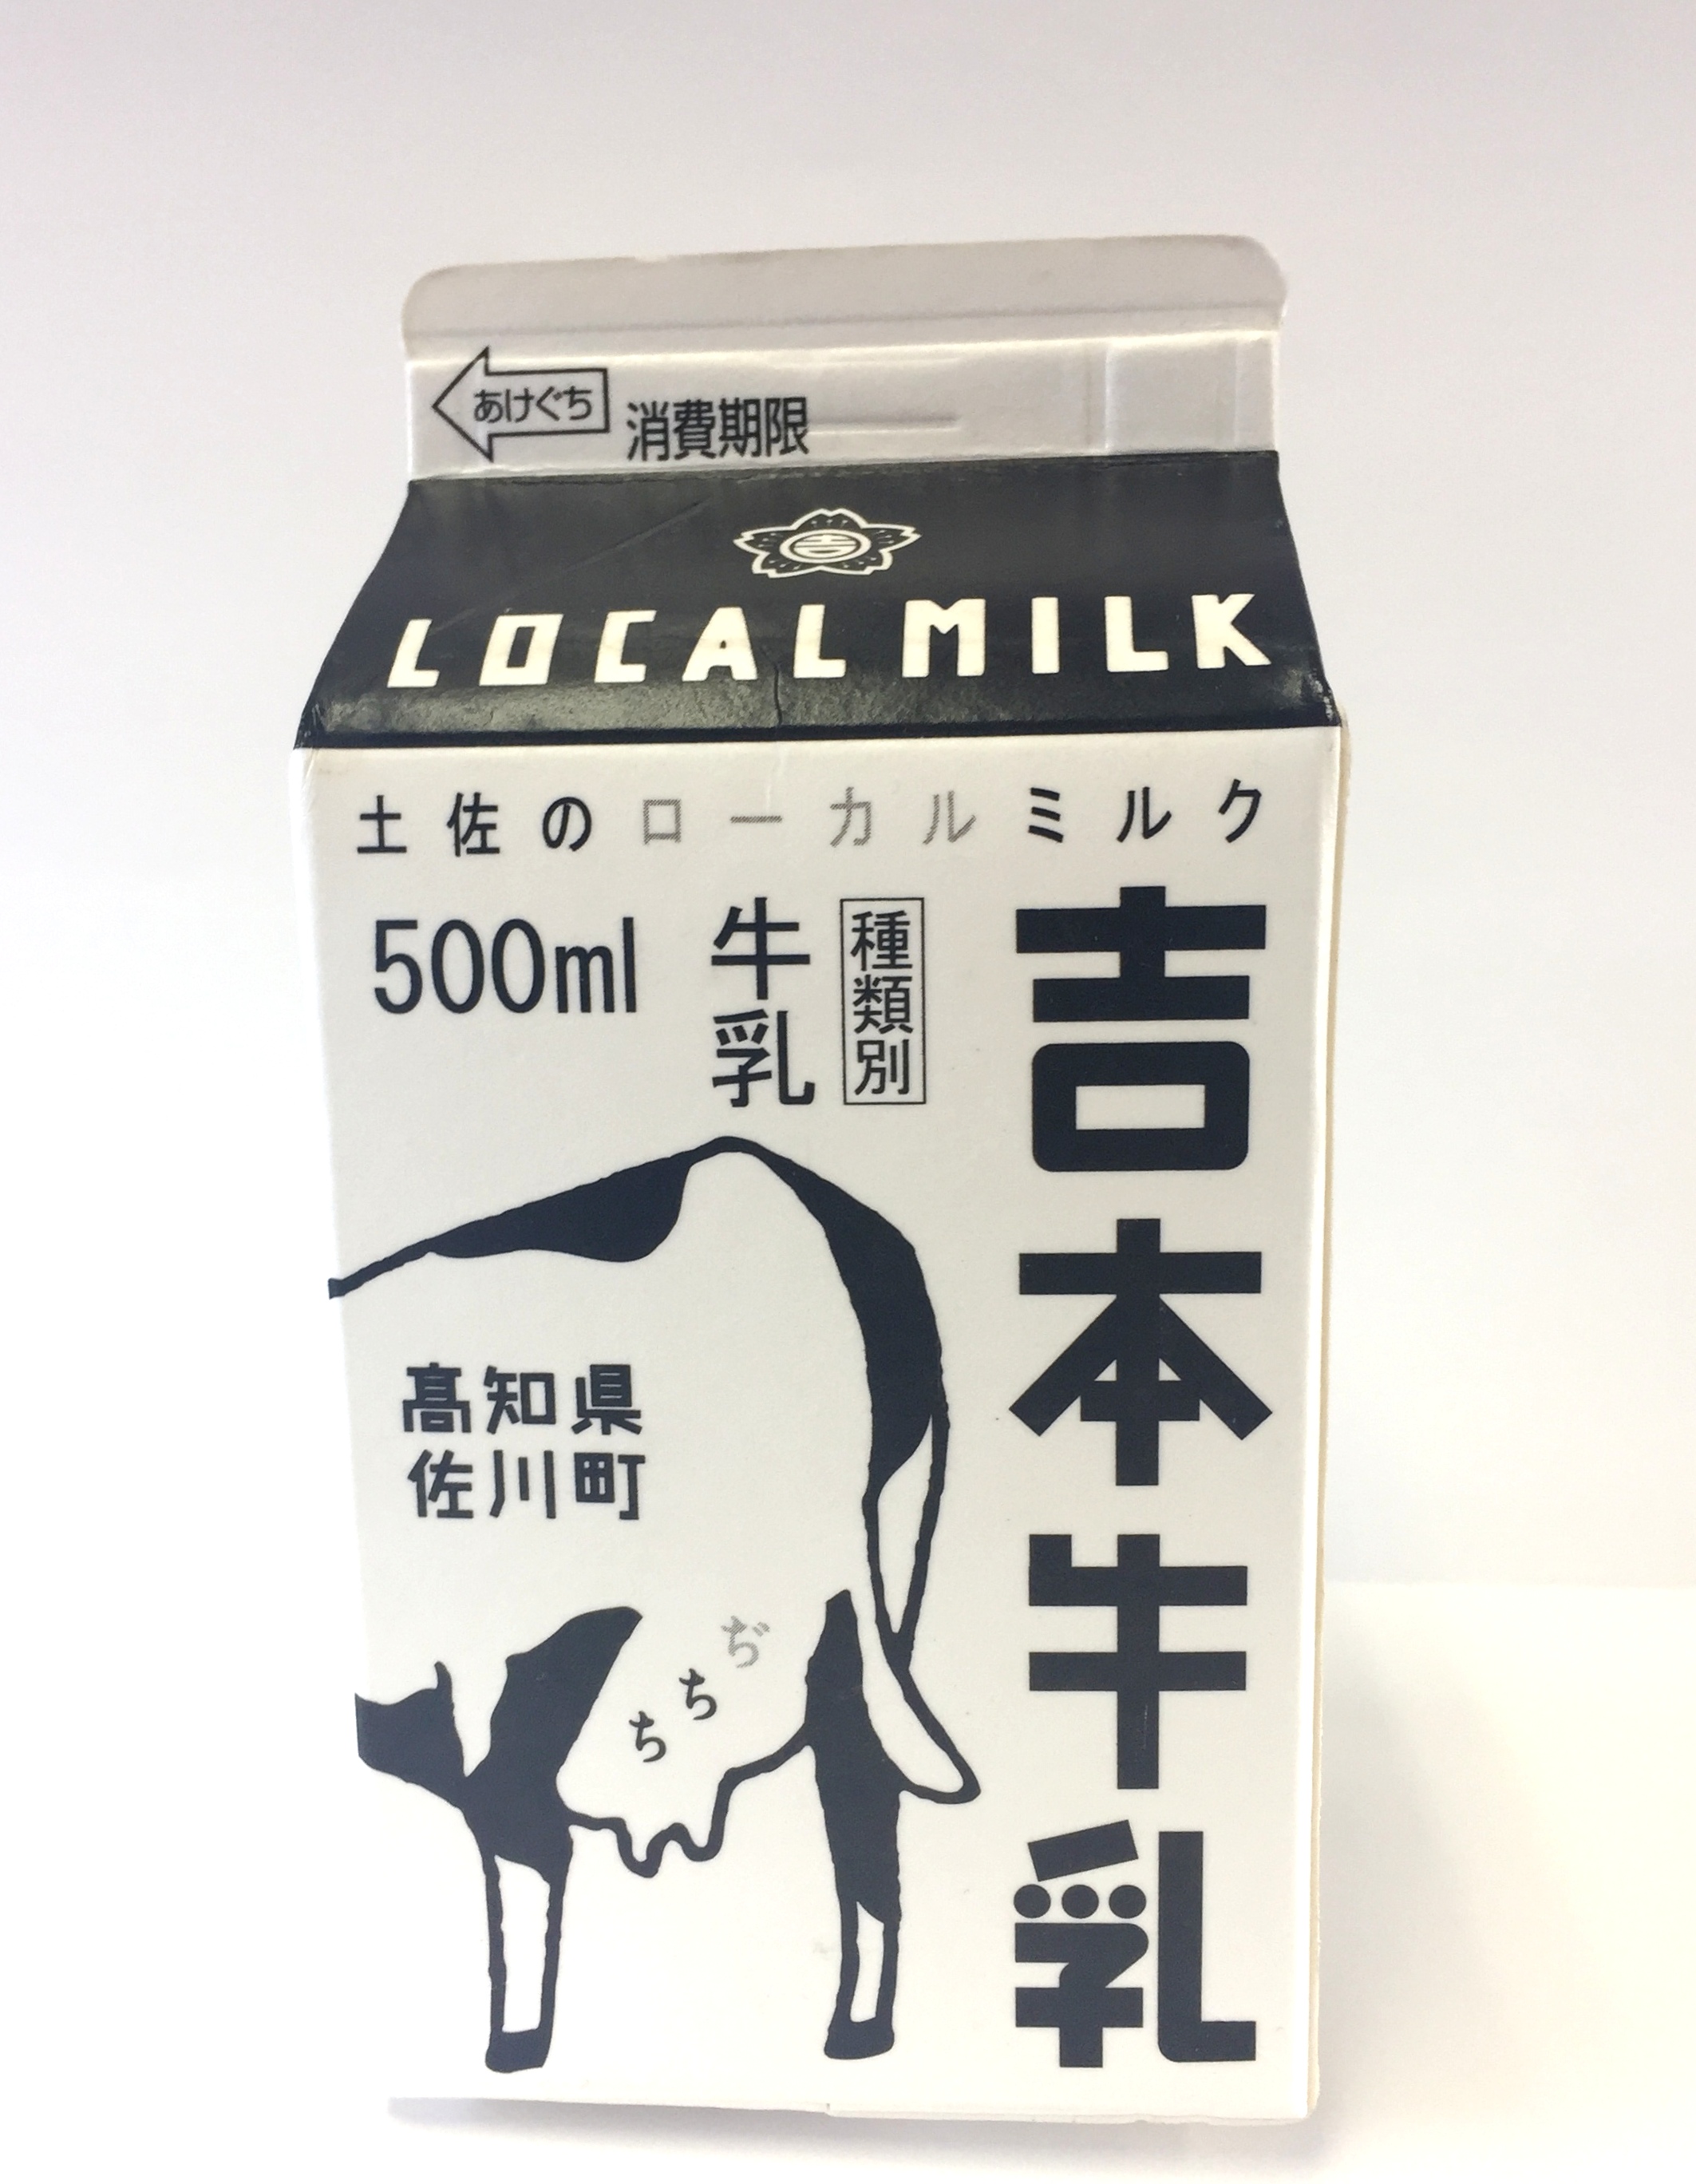 あけぐち
消費期限
吉
LOCAL MILK
土佐のローカルミルク
吉本牛乳
種類別
牛乳
500ml
高知県
佐川町
ぢ
ち
ち